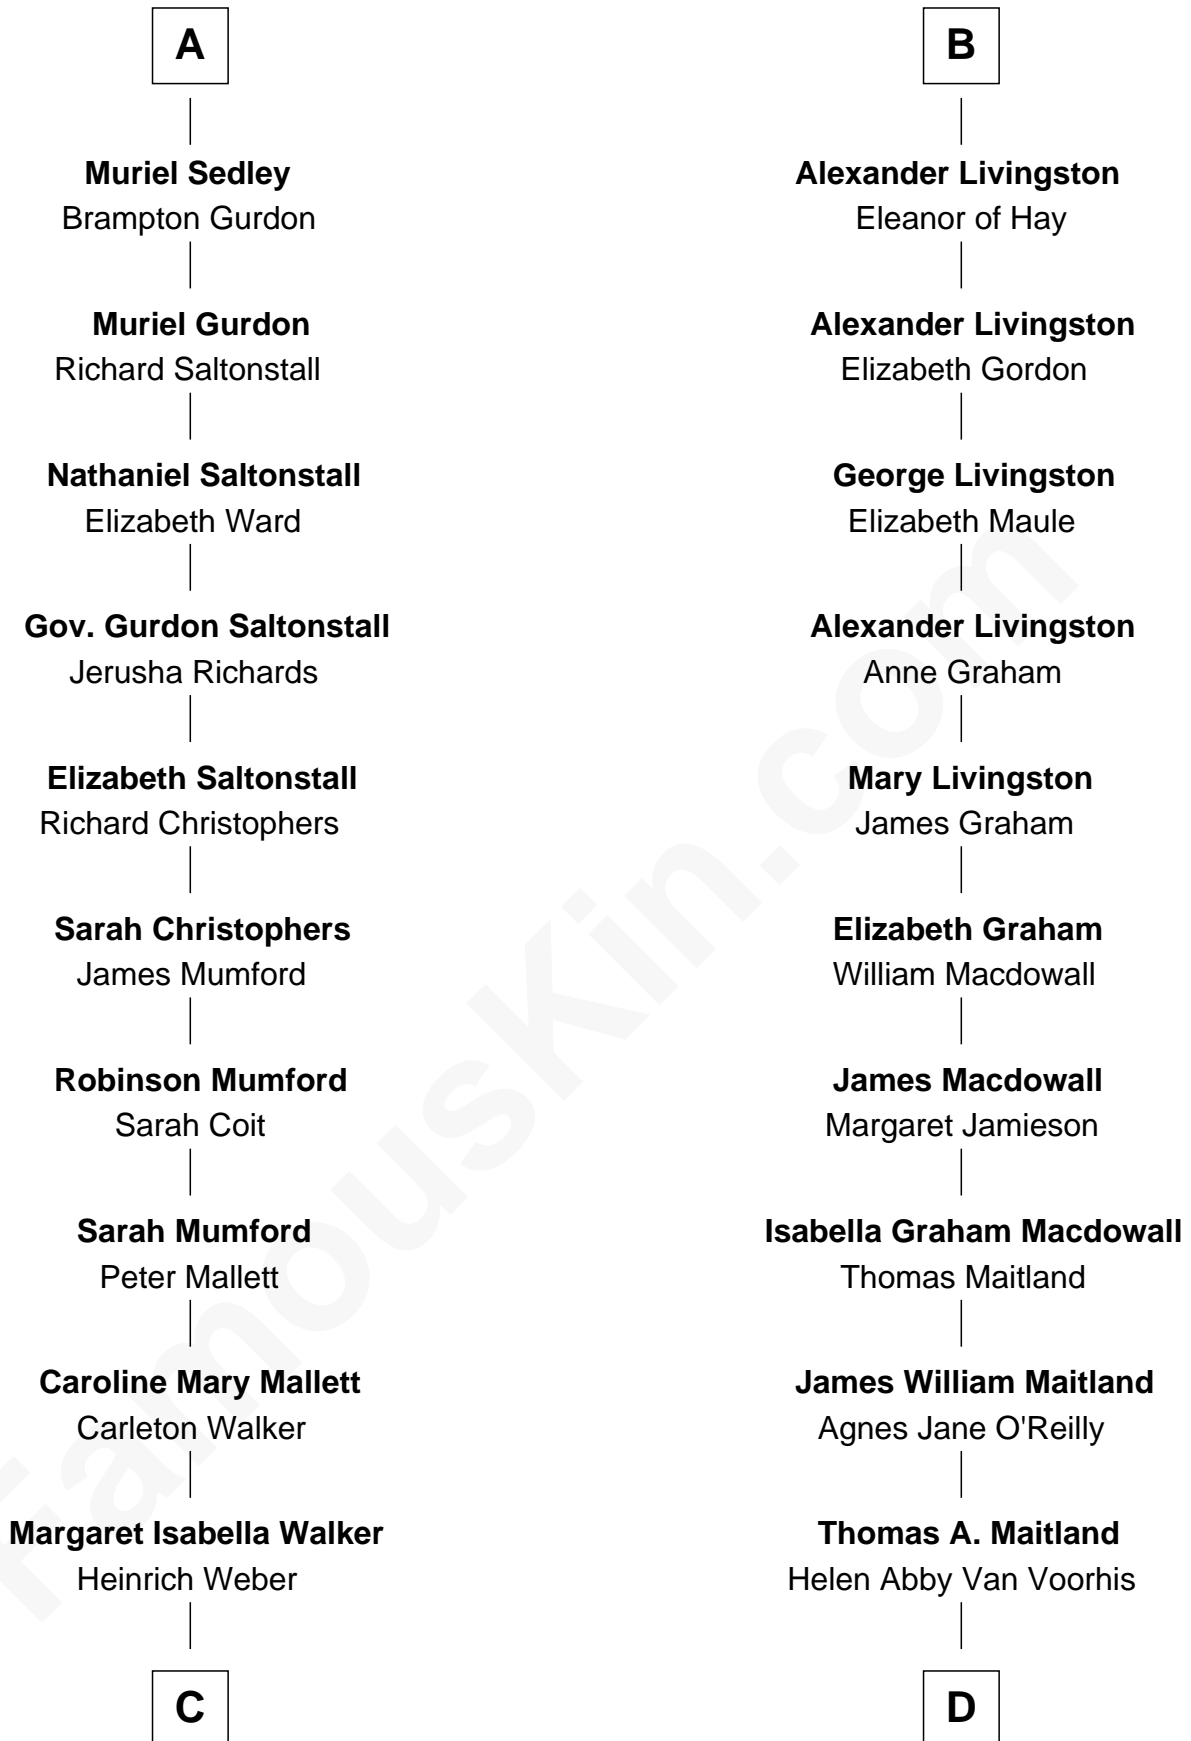 A
Muriel Sedley
Brampton Gurdon
Muriel Gurdon
Richard Saltonstall
Nathaniel Saltonstall
Elizabeth Ward
Gov. Gurdon Saltonstall
Jerusha Richards
Elizabeth Saltonstall
Richard Christophers
Sarah Christophers
James Mumford
Robinson Mumford
Sarah Coit
Sarah Mumford
Peter Mallett
Caroline Mary Mallett
Carleton Walker
Margaret Isabella Walker
Heinrich Weber
C
B
Alexander Livingston
Eleanor of Hay
Alexander Livingston
Elizabeth Gordon
George Livingston
Elizabeth Maule
Alexander Livingston
Anne Graham
Mary Livingston
James Graham
Elizabeth Graham
William Macdowall
James Macdowall
Margaret Jamieson
Isabella Graham Macdowall
Thomas Maitland
James William Maitland
Agnes Jane O'Reilly
Thomas A. Maitland
Helen Abby Van Voorhis
D
FamousKin.com